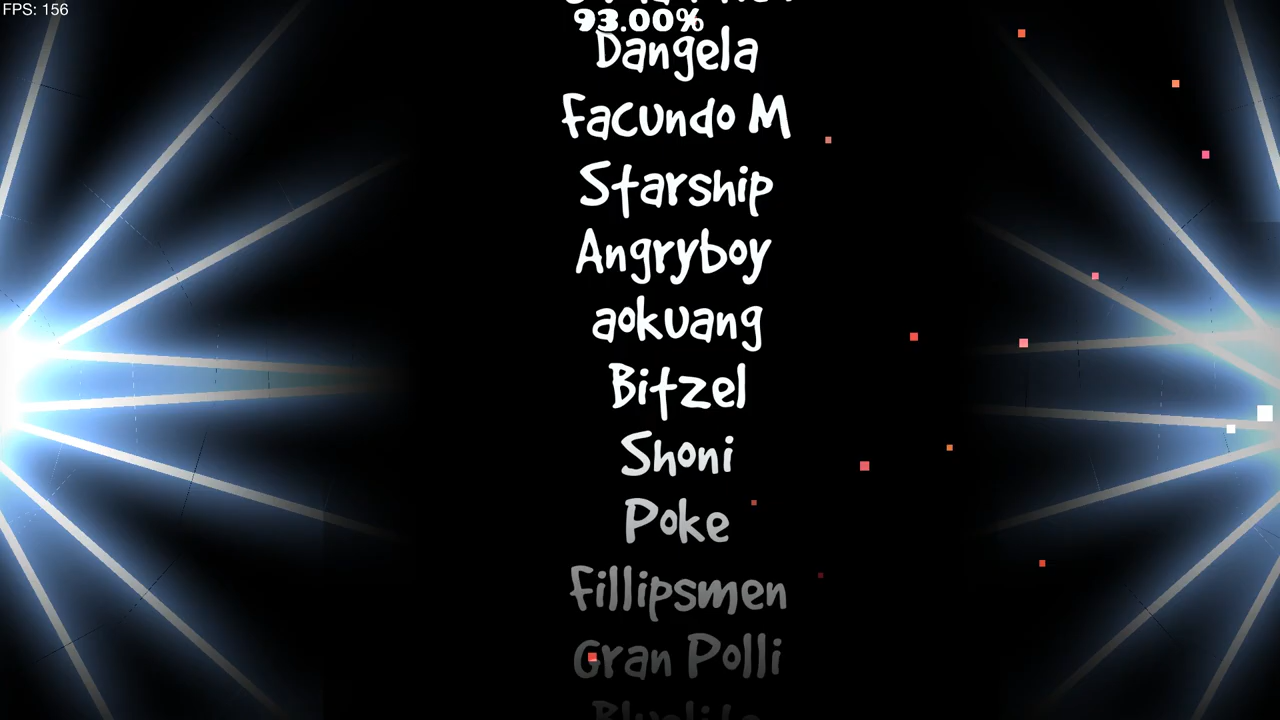 FPS: 156
93.00%
Dangela
Facundo M
Starship
Angryboy
aokuang
Bitzel
Shoni
Poke
Fillipsmen
Gran Polli